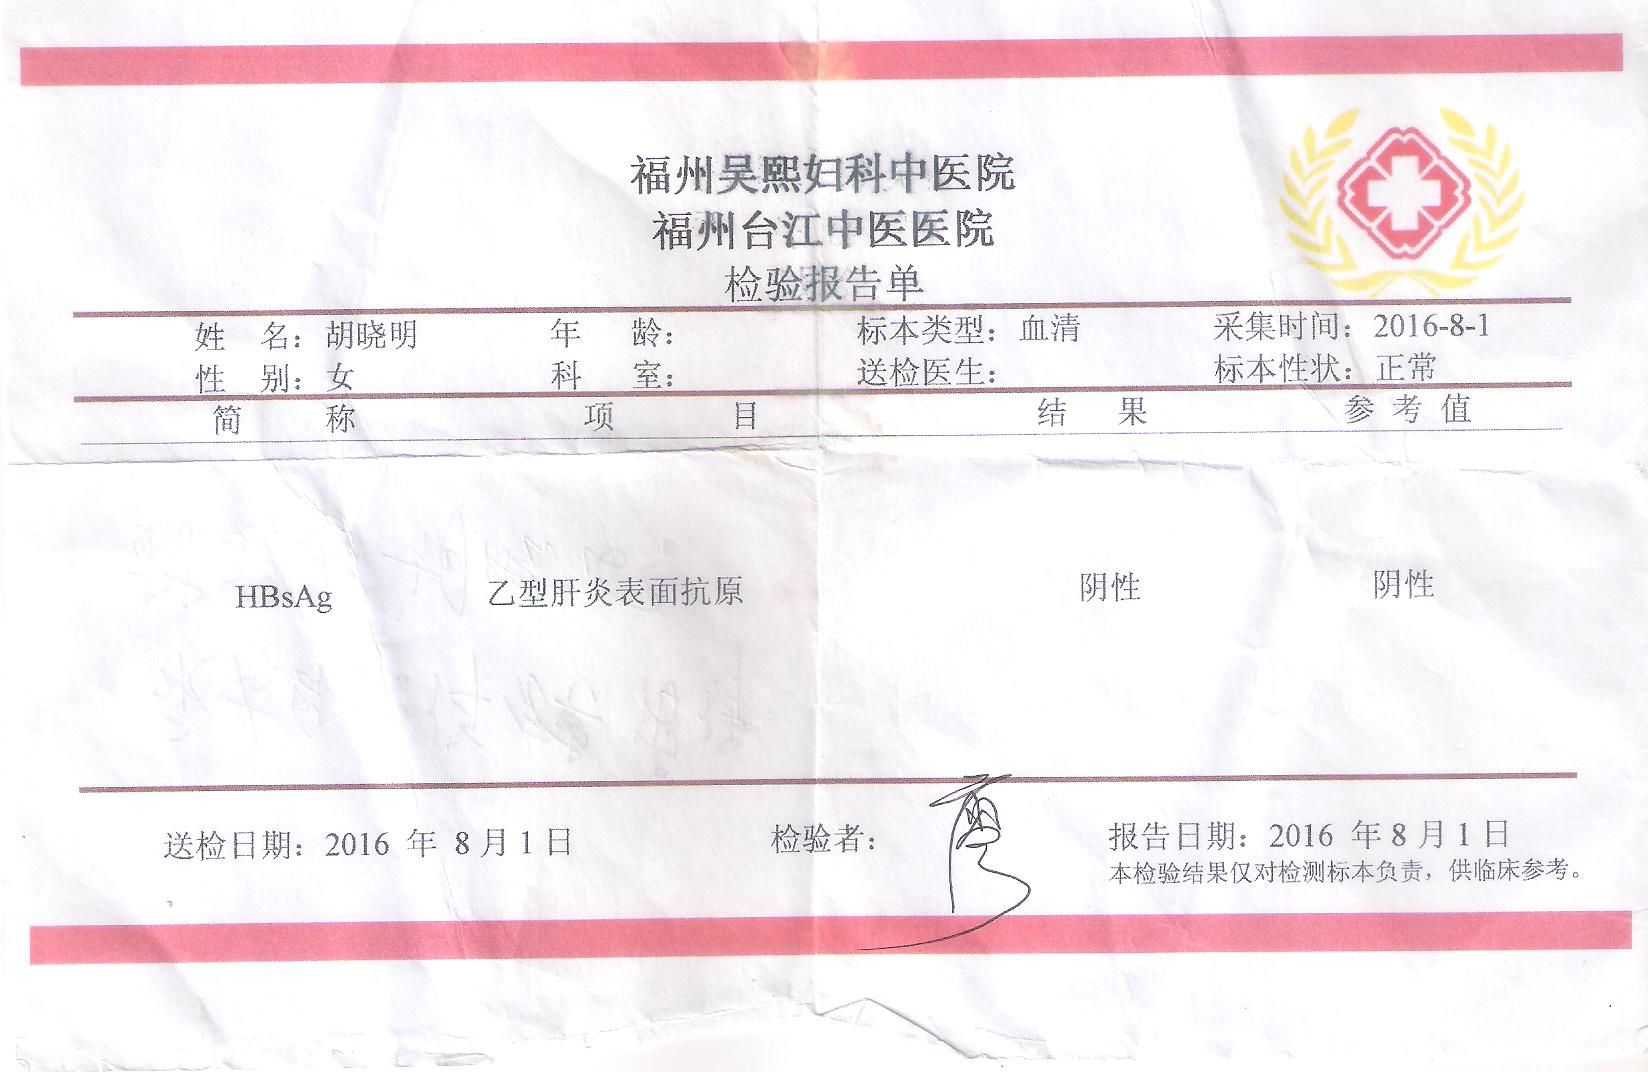 福州吴熙妇科中医院
福州台江中医医院
检验报告单
姓 名：胡晓明 年 龄： 标本类型：血清 采集时间：2016-8-1
性 别：女 科 室： 送检医生： 标本性状：正常
简 称 项 目 结 果 参 考 值
HBsAg 乙型肝炎表面抗原 阴性 阴性
送检日期：2016 年 8 月 1 日 检验者： 报告日期：2016 年 8 月 1 日
本检验结果仅对检测标本负责，供临床参考。